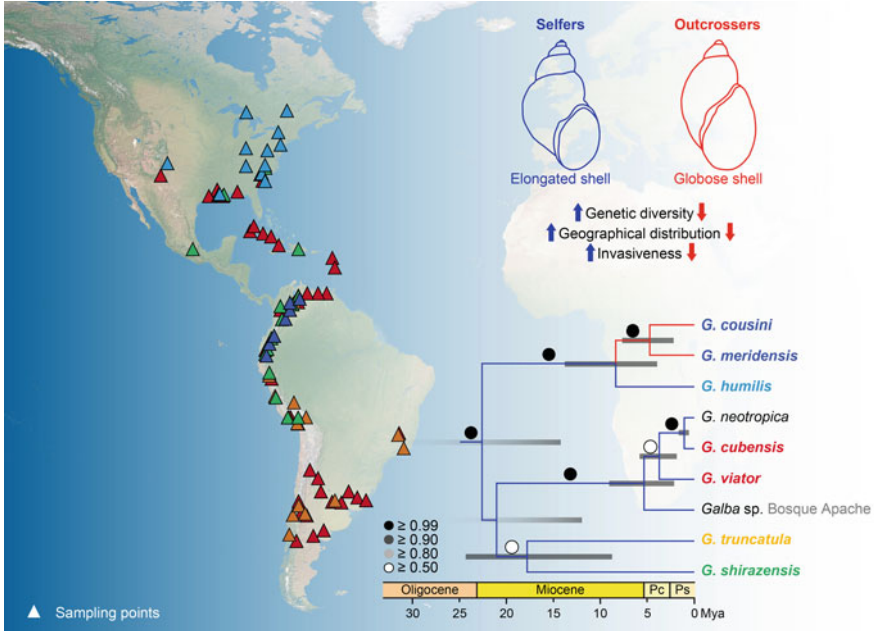 Selfers
Outcrossers
Elongated shell
Globose shell
Genetic diversity
Geographical distribution
Invasiveness
G. cousini
G. meridensis
G. humilis
G. neotropica
G. cubensis
G. viator
Galba sp. Bosque Apache
G. truncatula
G. shirazensis
≥ 0.99
≥ 0.90
≥ 0.80
≥ 0.50
Oligocene Miocene Pc Ps
30 25 20 15 10 5 0 Mya
Sampling points